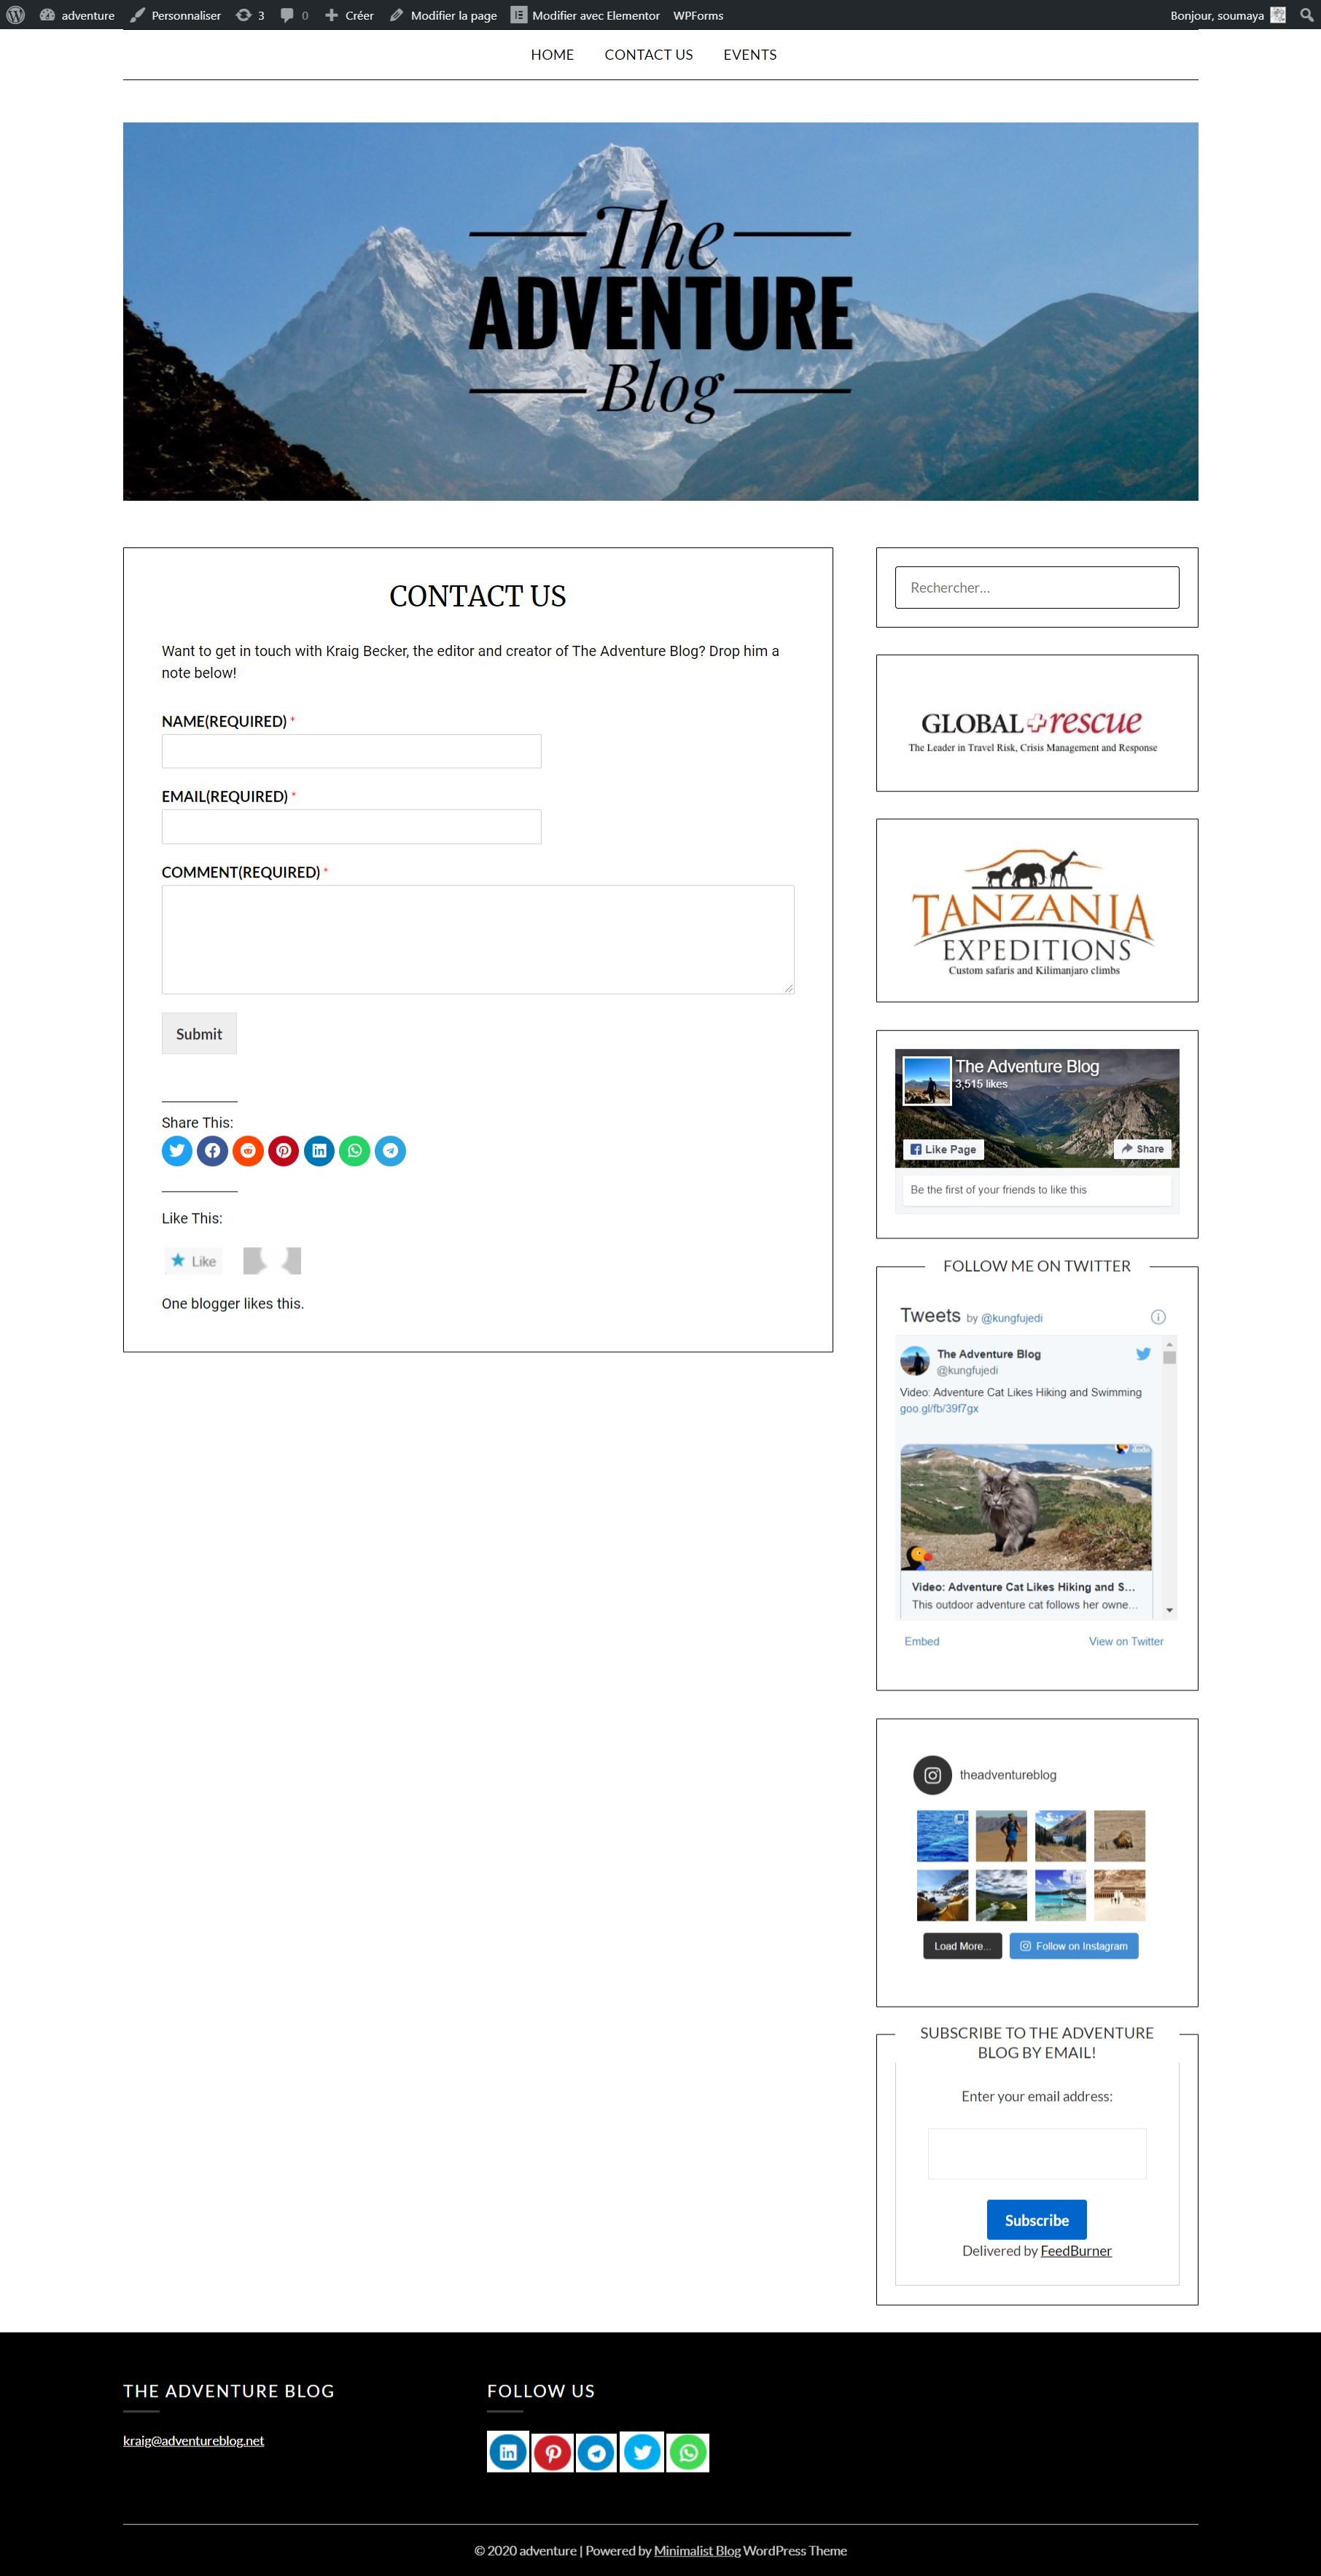 adventure Personnaliser 3 0 Créer Modifier la page Modifier avec Elementor WPForms Bonjour, soumaya
HOME CONTACT US EVENTS
The
ADVENTURE
Blog
CONTACT US
Want to get in touch with Kraig Becker, the editor and creator of The Adventure Blog? Drop him a
note below!
NAME(REQUIRED) *
EMAIL(REQUIRED) *
COMMENT(REQUIRED) *
Submit
Share This:
Like This:
Like
One blogger likes this.
Rechercher…
GLOBAL rescue
The Leader in Travel Risk, Crisis Management and Response
TANZANIA
EXPEDITIONS
Custom safaris and Kilimanjaro climbs
The Adventure Blog
3,515 likes
Like Page Share
Be the first of your friends to like this
FOLLOW ME ON TWITTER
Tweets by @kungfujedi
The Adventure Blog
@kungfujedi
Video: Adventure Cat Likes Hiking and Swimming
goo.gl/fb/39f7gx
dodo
Video: Adventure Cat Likes Hiking and S...
This outdoor adventure cat follows her owne...
Embed View on Twitter
theadventureblog
Load More... Follow on Instagram
SUBSCRIBE TO THE ADVENTURE
BLOG BY EMAIL!
Enter your email address:
Subscribe
Delivered by FeedBurner
THE ADVENTURE BLOG FOLLOW US
kraig@adventureblog.net
© 2020 adventure | Powered by Minimalist Blog WordPress Theme